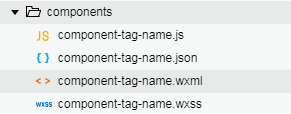 components
JS component-tag-name.js
{ } component-tag-name.json
< > component-tag-name.wxml
WXSS component-tag-name.wxss